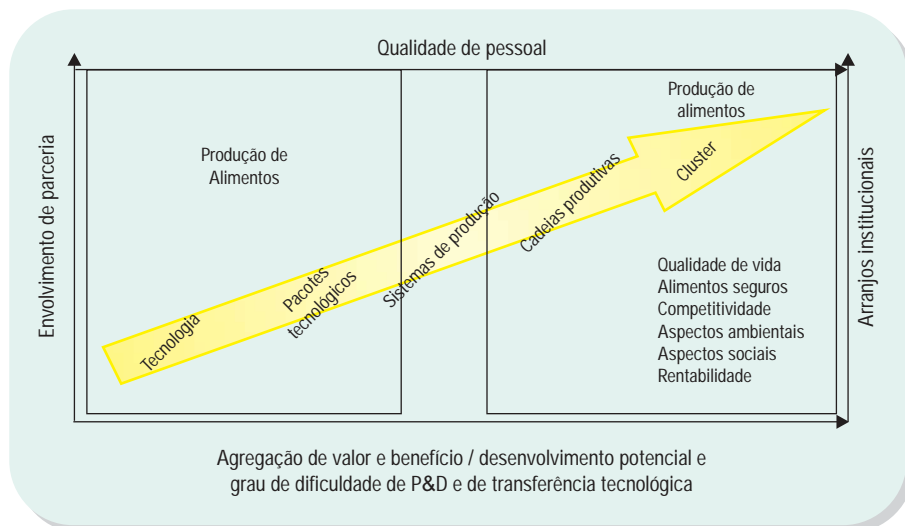 Qualidade de pessoal
Envolvimento de parceria
Produção de
Alimentos
Produção de
alimentos
Tecnologia
Pacotes
tecnológicos
Sistemas de produção
Cadeias produtivas
Cluster
Qualidade de vida
Alimentos seguros
Competitividade
Aspectos ambientais
Aspectos sociais
Rentabilidade
Arranjos institucionais
Agregação de valor e benefício / desenvolvimento potencial e
grau de dificuldade de P&D e de transferência tecnológica